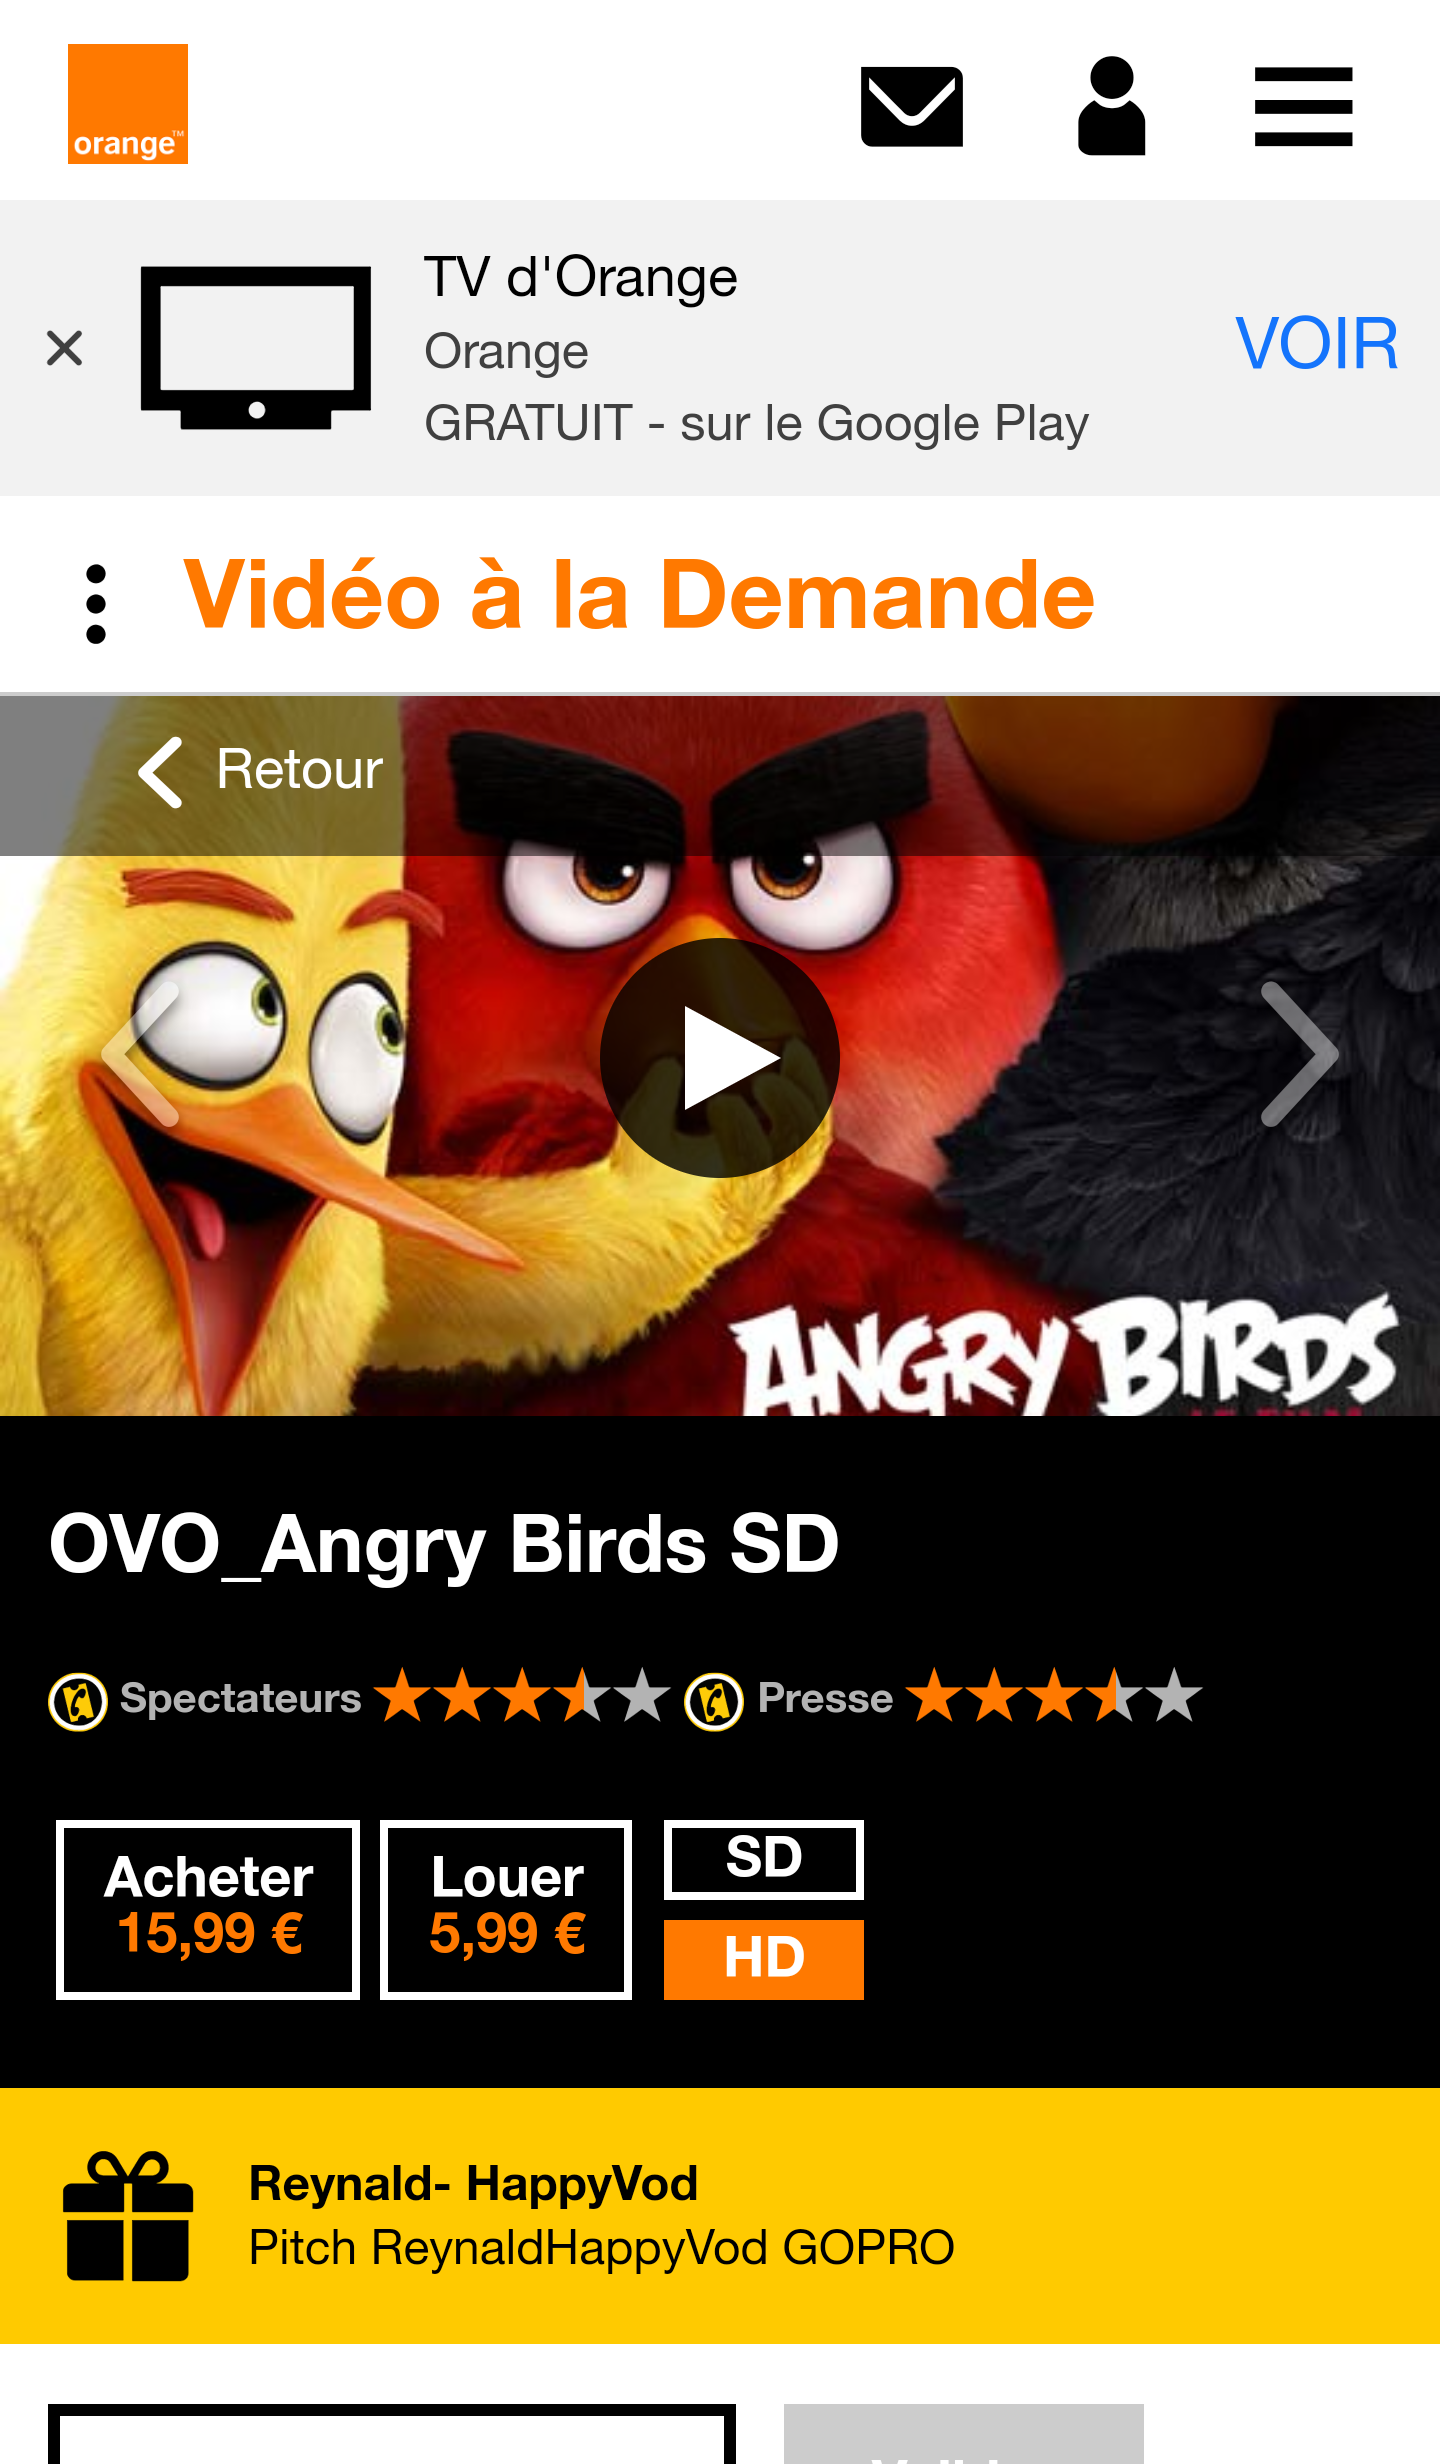 orange™
TV d'Orange
Orange
GRATUIT - sur le Google Play
VOIR
Vidéo à la Demande
Retour
ANGRY BIRDS
OVO_Angry Birds SD
Spectateurs Presse
Acheter
15,99 €
Louer
5,99 €
SD
HD
Reynald- HappyVod
Pitch ReynaldHappyVod GOPRO